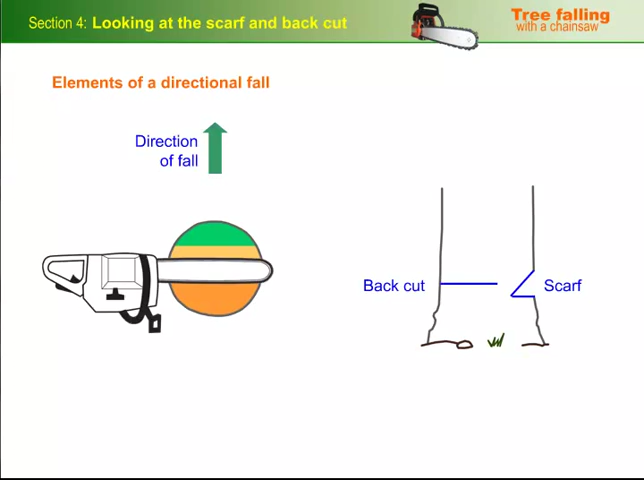 Section 4: Looking at the scarf and back cut
Tree falling
with a chainsaw
Elements of a directional fall
Direction
of fall
Back cut
Scarf